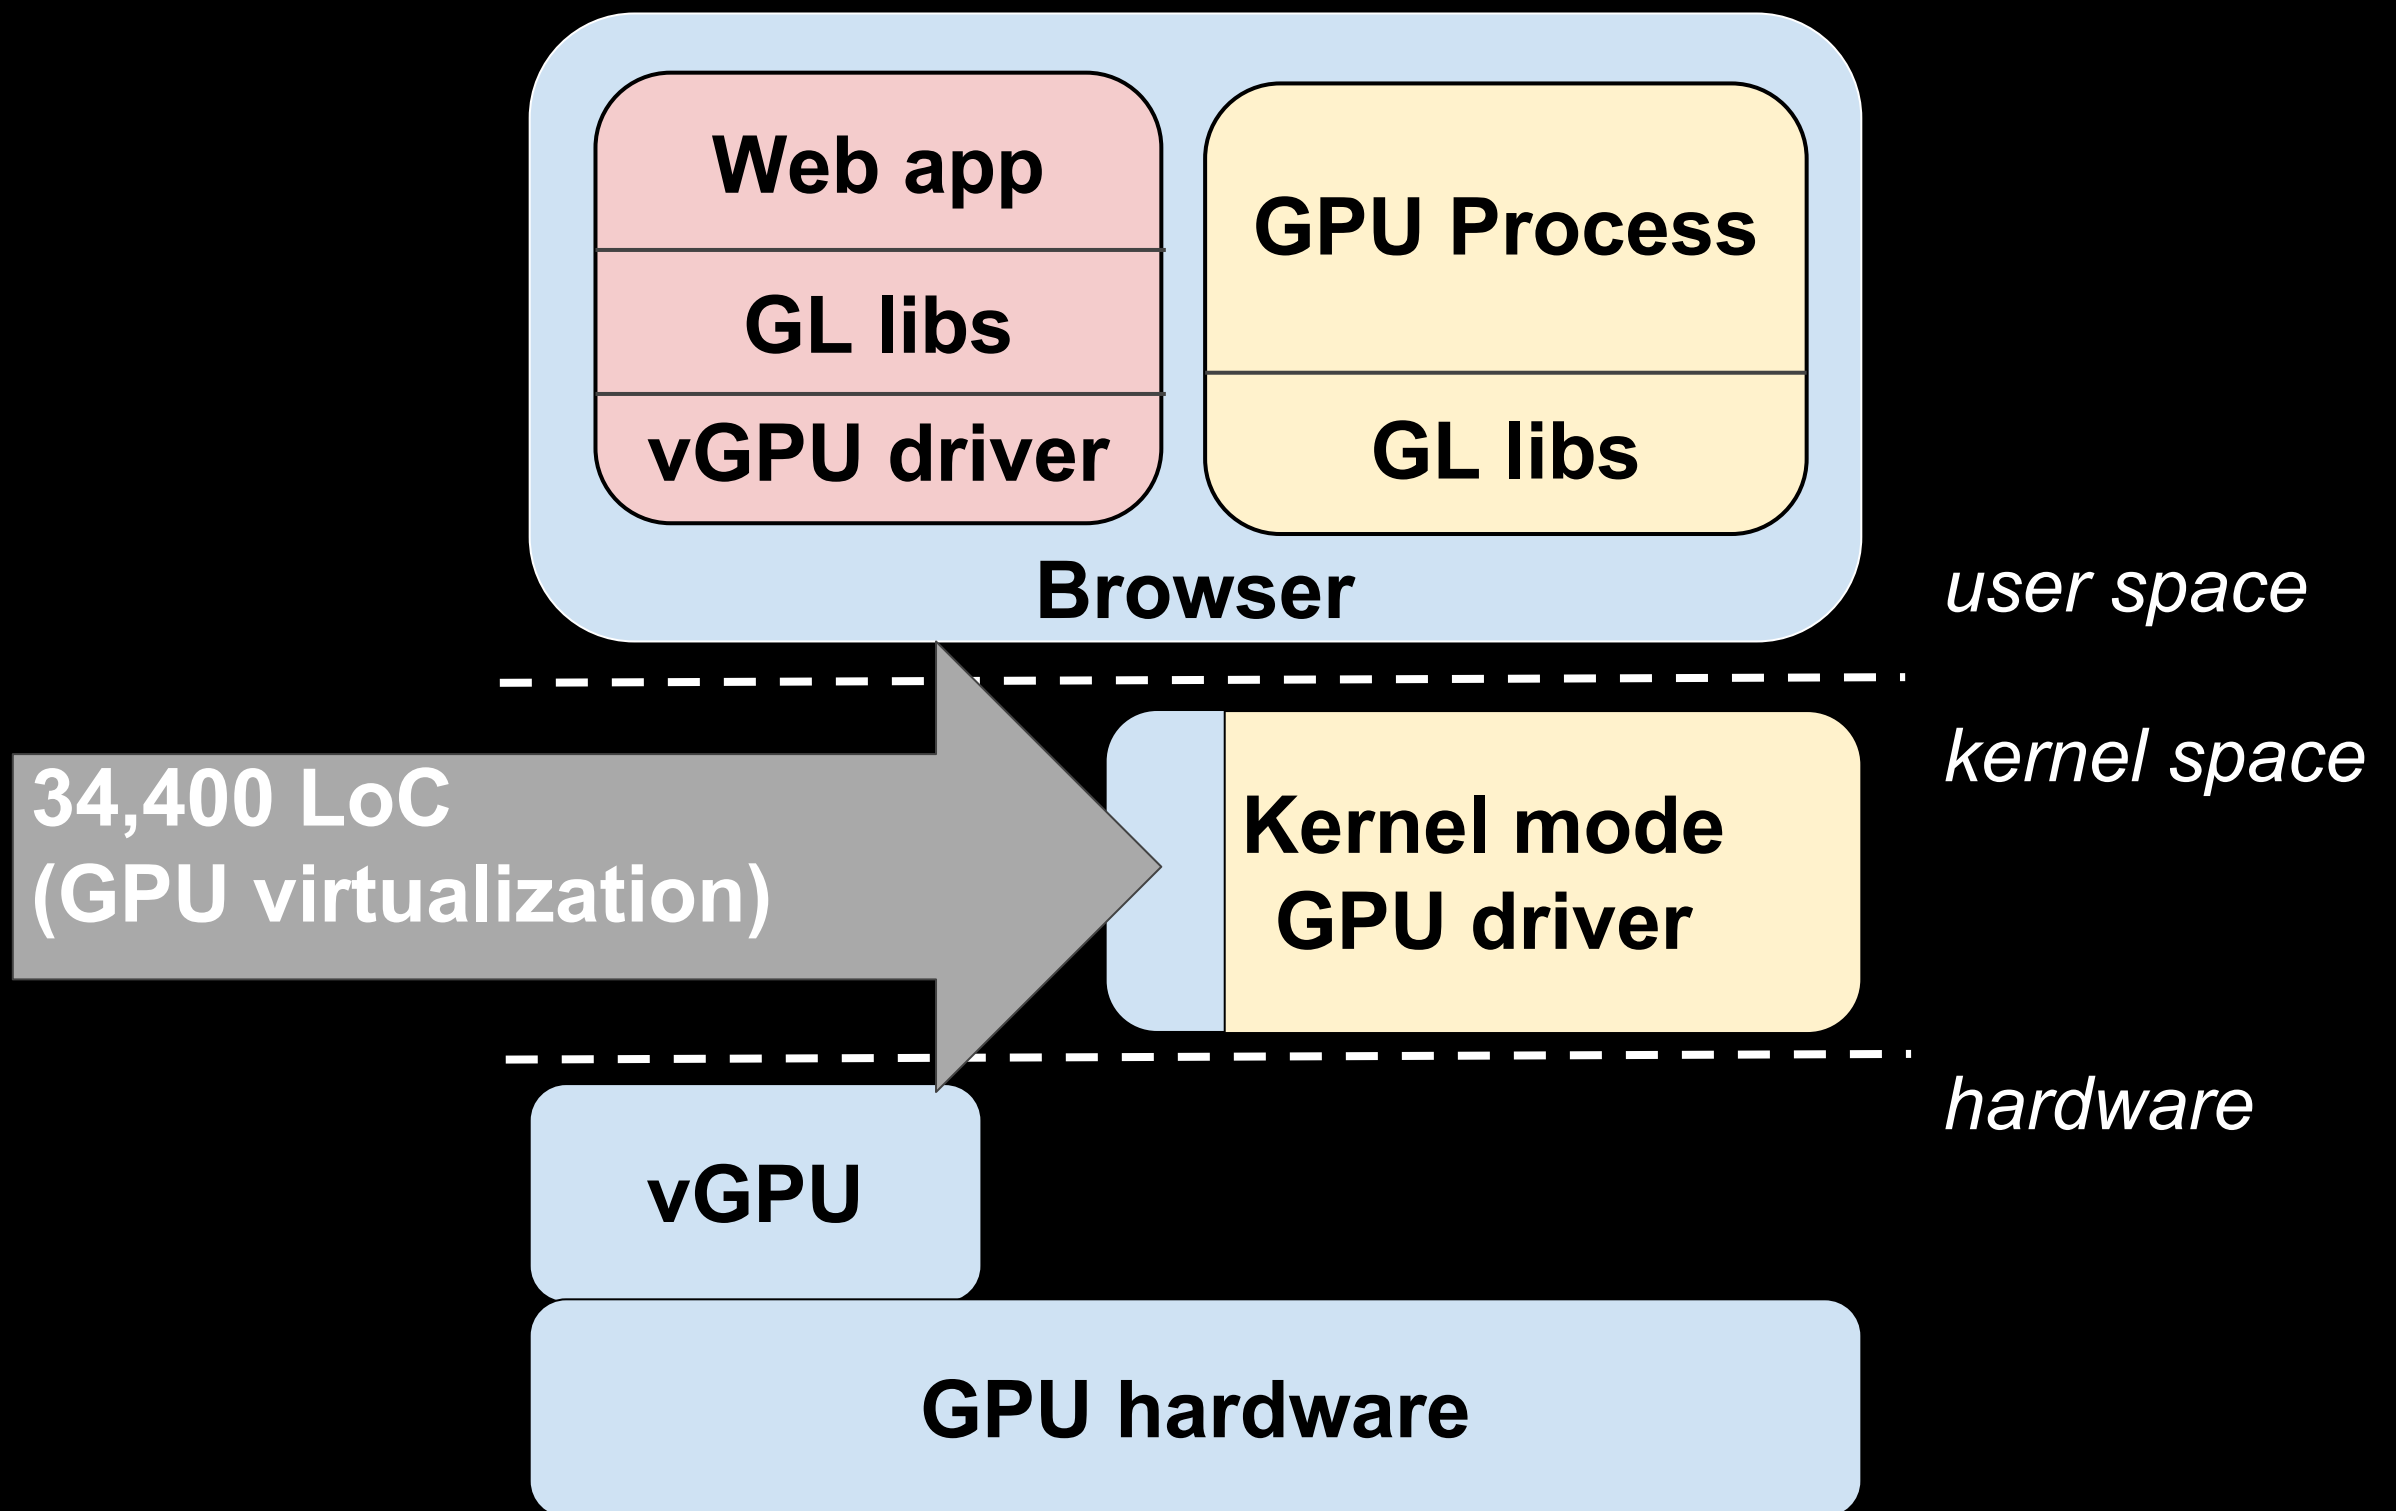 Web app
GL libs
vGPU driver
GPU Process
GL libs
Browser
user space
kernel space
34,400 LoC
(GPU virtualization)
Kernel mode
GPU driver
hardware
vGPU
GPU hardware